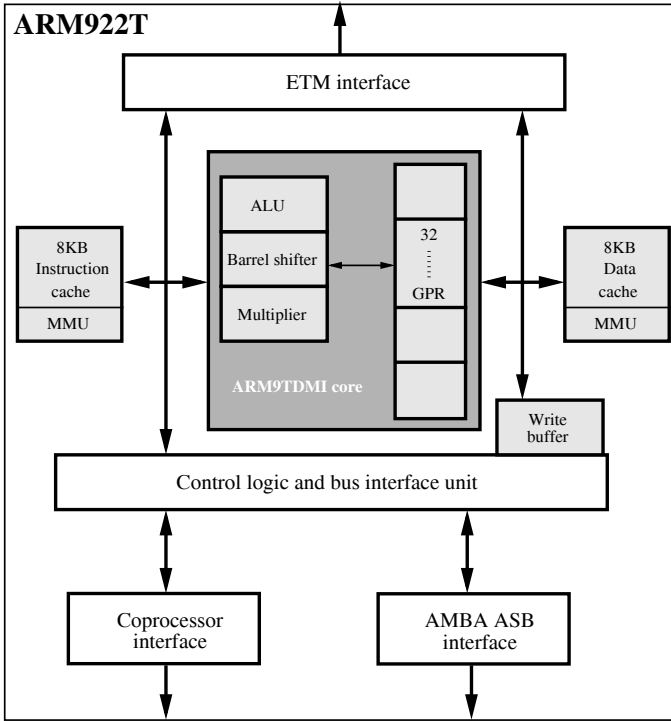 ARM922T
ETM interface
ALU
Barrel shifter
Multiplier
32
GPR
ARM9TDMI core
8KB
Instruction
cache
MMU
8KB
Data
cache
MMU
Write
buffer
Control logic and bus interface unit
Coprocessor
interface
AMBA ASB
interface